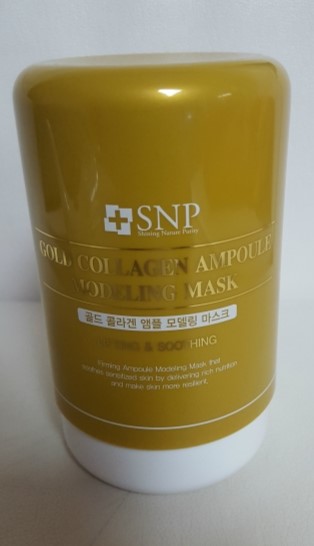 SNP
Sharing Nature Purity
GOLD COLLAGEN AMPOULE
MODELING MASK
골드 콜라겐 앰플 모델링 마스크
& SOOTHING
Firming Ampoule Modeling Mask that
soothes sensitized skin by delivering rich nutrition
and make skin more resilient.